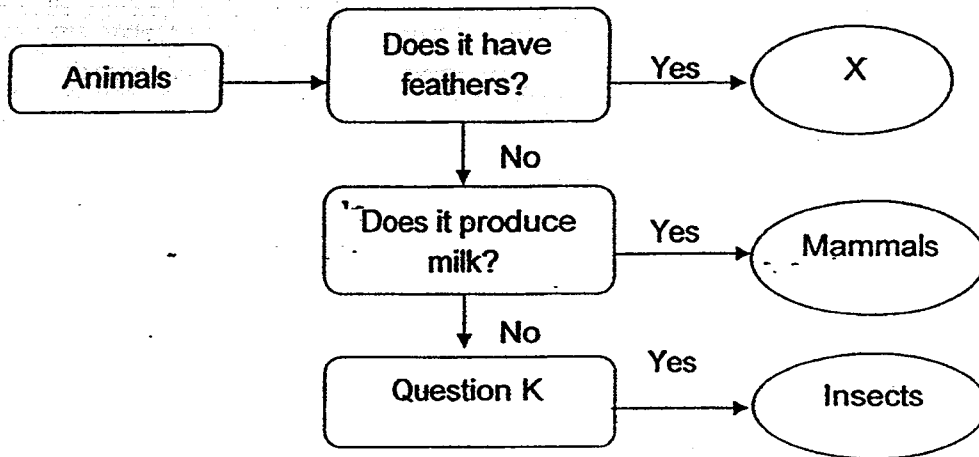 Animals
Does it have
feathers?
Yes
X
No
Does it produce
milk?
Yes
Mammals
No
Question K
Yes
Insects